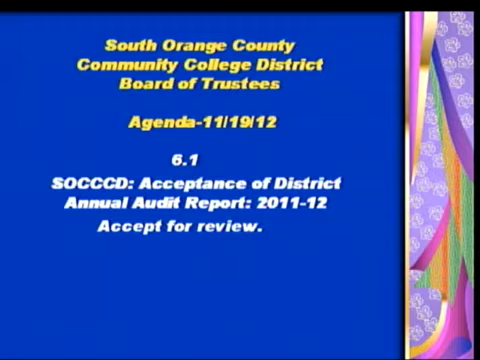 South Orange County
Community College District
Board of Trustees
Agenda-11/19/12
6.1
SOCCCD: Acceptance of District
Annual Audit Report: 2011-12
Accept for review.